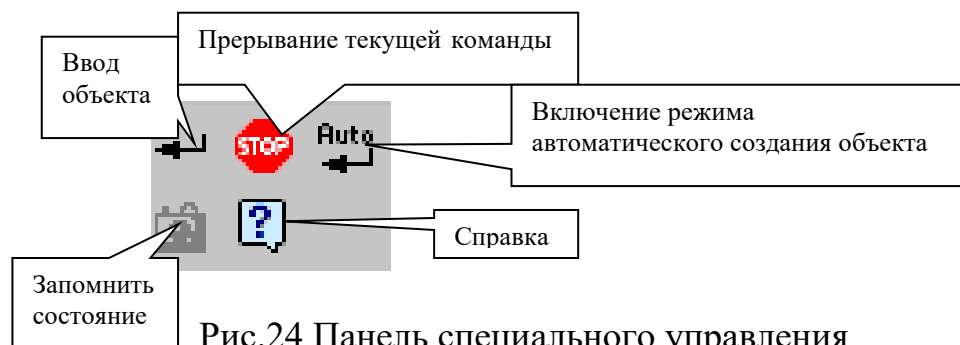 Прерывание текущей команды
Ввод
объекта
Включение режима
автоматического создания объекта
STOP
Auto
?
Справка
Запомнить
состояние
Рис.24 Панель специального управления